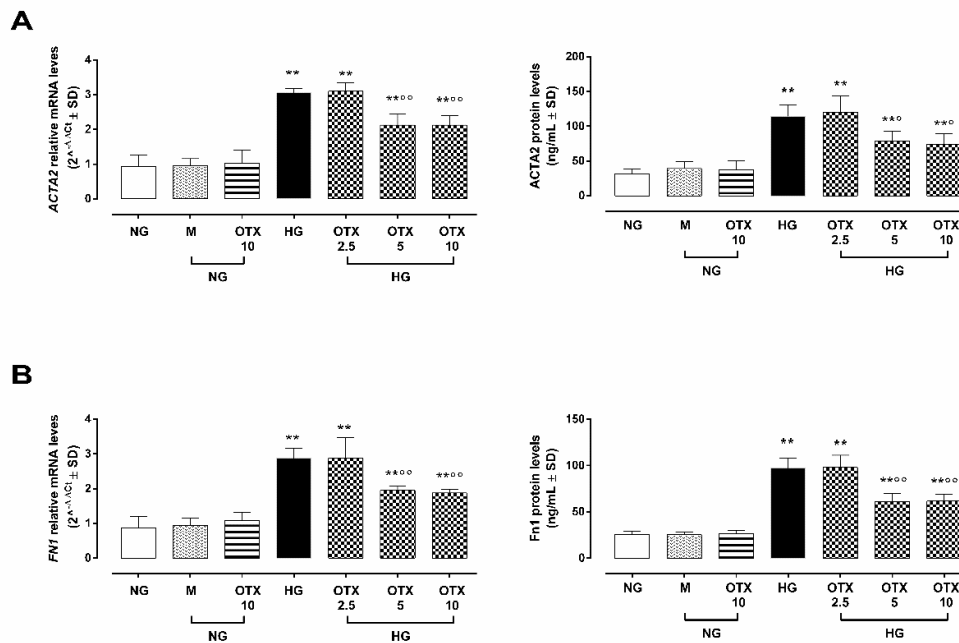 A
ACTA2 relative mRNA leves
(2^-ΔΔCt ± SD)
4
3
2
1
0
** ** **°° **°°
NG M OTX 10 HG OTX 2.5 OTX 5 OTX 10
NG HG
ACTA2 protein levels
(ng/mL ± SD)
200
150
100
50
0
** ** **° **°
NG M OTX 10 HG OTX 2.5 OTX 5 OTX 10
NG HG
B
FN1 relative mRNA leves
(2^-ΔΔCt ± SD)
4
3
2
1
0
** ** **°° **°°
NG M OTX 10 HG OTX 2.5 OTX 5 OTX 10
NG HG
Fn1 protein levels
(ng/mL ± SD)
150
100
50
0
** ** **°° **°°
NG M OTX 10 HG OTX 2.5 OTX 5 OTX 10
NG HG